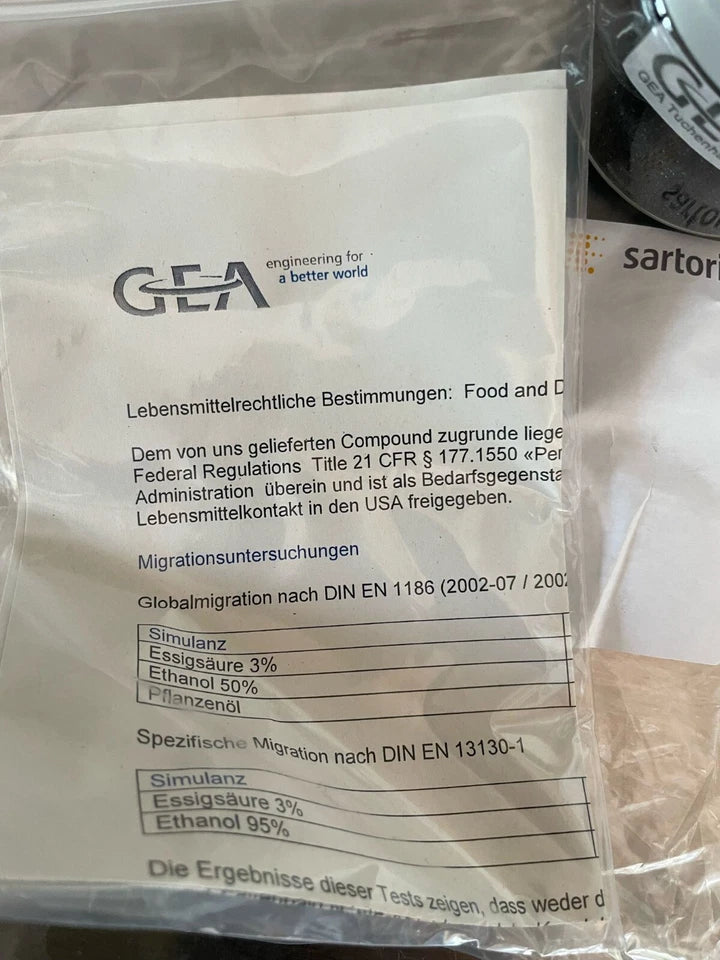 GEA
GEA Tuchenh
GEA engineering for
a better world
sartori
Lebensmittelrechtliche Bestimmungen: Food and D
Dem von uns gelieferten Compound zugrunde liege
Federal Regulations Title 21 CFR § 177.1550 «Per
Administration überein und ist als Bedarfsgegensta
Lebensmittelkontakt in den USA freigegeben.
Migrationsuntersuchungen
Globalmigration nach DIN EN 1186 (2002-07 / 2002
Simulanz
Essigsäure 3%
Ethanol 50%
Pflanzenöl
Spezifische Migration nach DIN EN 13130-1
Simulanz
Essigsäure 3%
Ethanol 95%
Die Ergebnisse dieser Tests zeigen, dass weder d